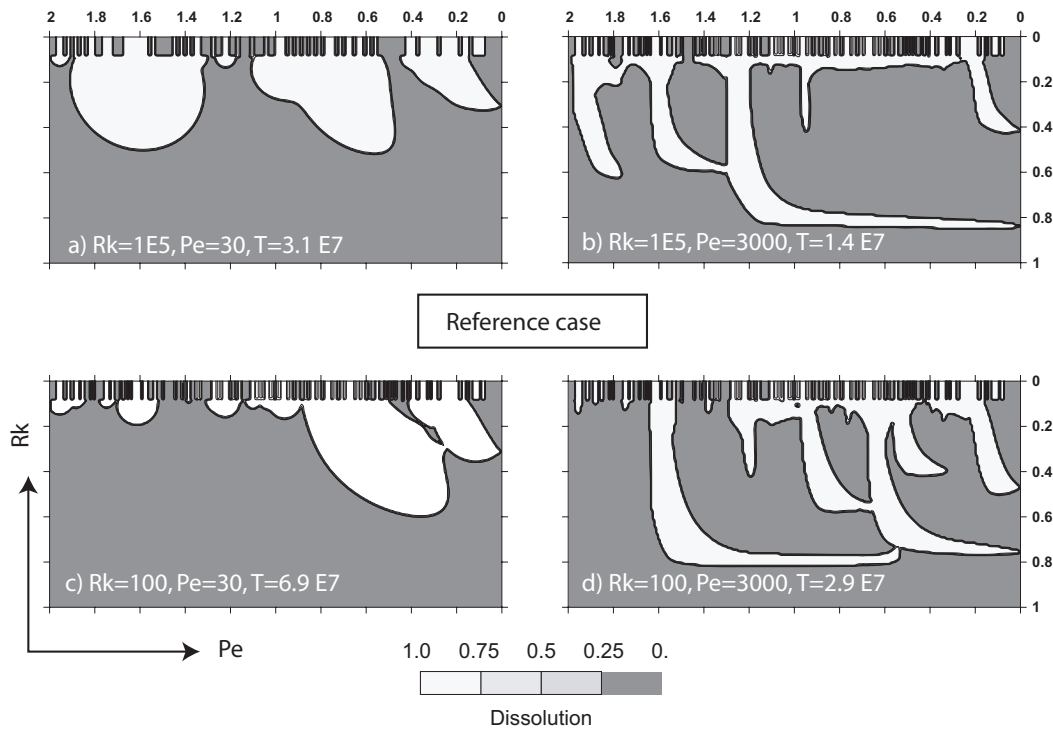 2 1.8 1.6 1.4 1.2 1 0.8 0.6 0.4 0.2 0
2 1.8 1.6 1.4 1.2 1 0.8 0.6 0.4 0.2 0
0
0.2
0.4
0.6
0.8
1
a) Rk=1E5, Pe=30, T=3.1 E7
b) Rk=1E5, Pe=3000, T=1.4 E7
Reference case
0
0.2
0.4
0.6
0.8
1
c) Rk=100, Pe=30, T=6.9 E7
d) Rk=100, Pe=3000, T=2.9 E7
Rk
Pe
1.0 0.75 0.5 0.25 0.
Dissolution